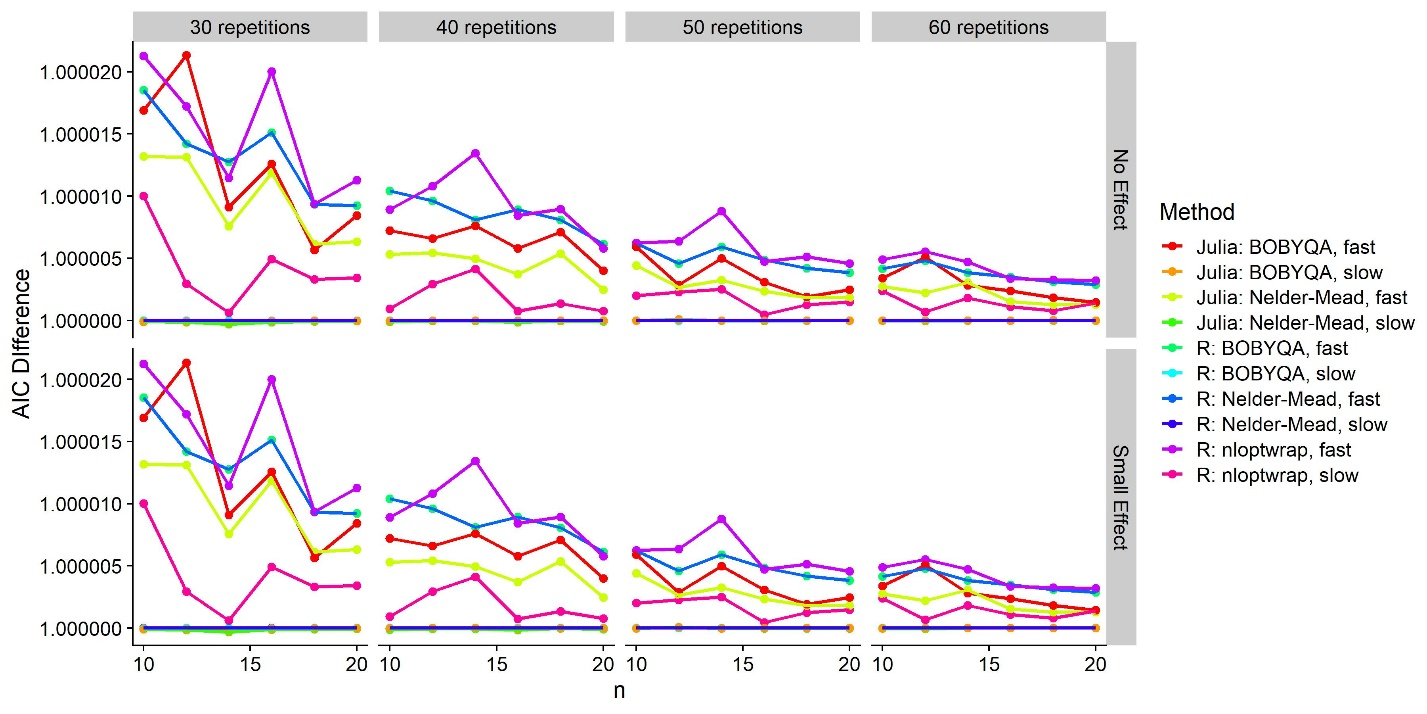 30 repetitions
40 repetitions
50 repetitions
60 repetitions
AIC DIfference
1.000020
1.000015
1.000010
1.000005
1.000000
No Effect
1.000020
1.000015
1.000010
1.000005
1.000000
Small Effect
10 15 20 10 15 20 10 15 20 10 15 20
n
Method
Julia: BOBYQA, fast
Julia: BOBYQA, slow
Julia: Nelder-Mead, fast
Julia: Nelder-Mead, slow
R: BOBYQA, fast
R: BOBYQA, slow
R: Nelder-Mead, fast
R: Nelder-Mead, slow
R: nloptwrap, fast
R: nloptwrap, slow